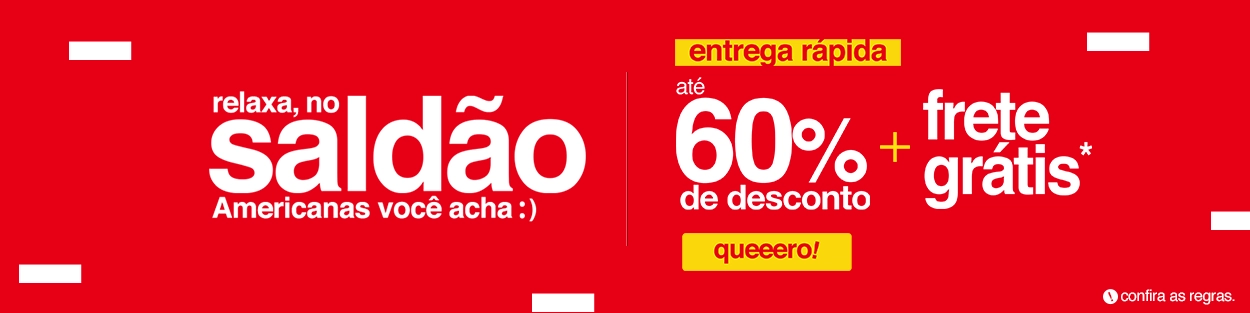 relaxa, no
saldão
Americanas você acha :)
entrega rápida
até
60%
de desconto
+
frete
grátis*
queeero!
confira as regras.